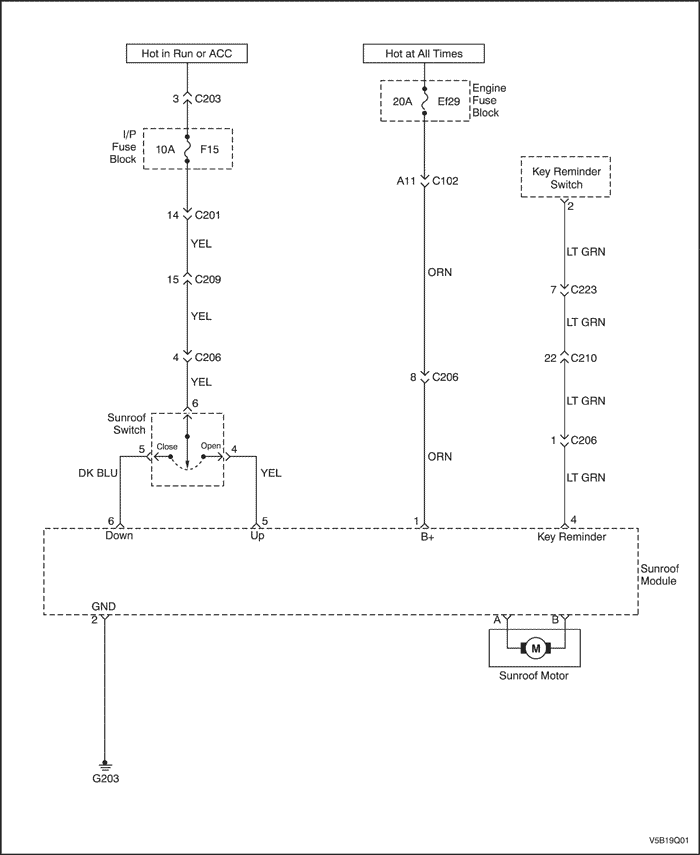 Hot in Run or ACC
Hot at All Times
3 C203
I/P
Fuse
Block
10A F15
20A Ef29
Engine
Fuse
Block
A11 C102
Key Reminder
Switch
2
14 C201
YEL
LT GRN
15 C209
ORN
7 C223
YEL
LT GRN
4 C206
22 C210
YEL
8 C206
LT GRN
6
Sunroof
Switch
Close
Open
5
4
1 C206
DK BLU
YEL
ORN
LT GRN
6
5
1
4
Down
Up
B+
Key Reminder
Sunroof
Module
GND
2
A
B
M
Sunroof Motor
G203
V5B19Q01